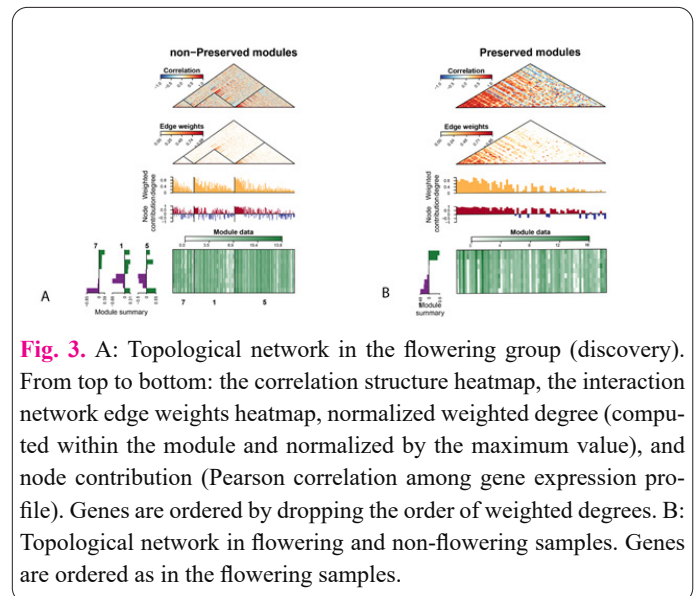 non-Preserved modules
Preserved modules
Correlation
Correlation
Edge weights
Edge weights
Weighted degree
Weighted degree
Node contribution
Node contribution
Module data
Module data
7 1 5
Module summary
Module summary
7 1 5
A
B
Fig. 3. A: Topological network in the flowering group (discovery).
From top to bottom: the correlation structure heatmap, the interaction
network edge weights heatmap, normalized weighted degree (compu-
ted within the module and normalized by the maximum value), and
node contribution (Pearson correlation among gene expression pro-
file). Genes are ordered by dropping the order of weighted degrees. B:
Topological network in flowering and non-flowering samples. Genes
are ordered as in the flowering samples.